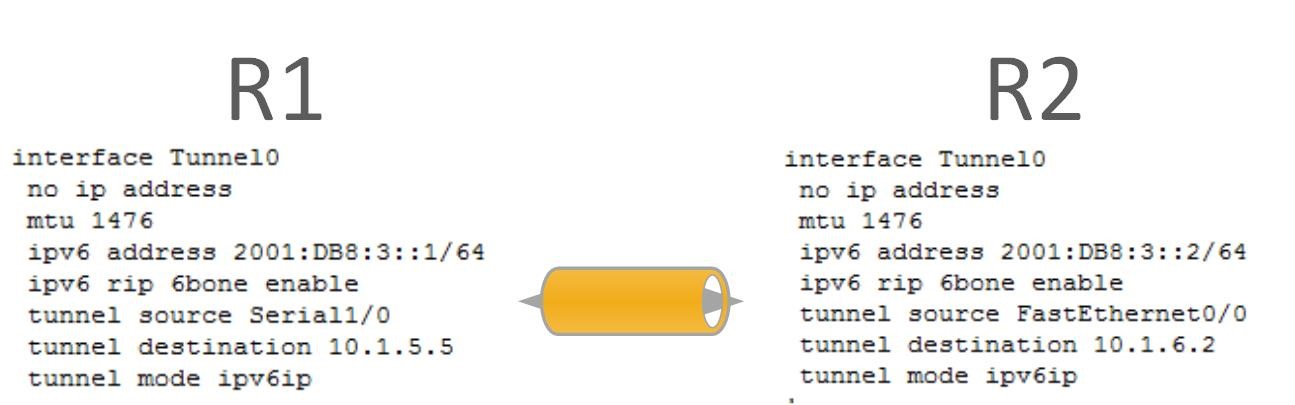 R1
interface Tunnel0
no ip address
mtu 1476
ipv6 address 2001:DB8:3::1/64
ipv6 rip 6bone enable
tunnel source Serial1/0
tunnel destination 10.1.5.5
tunnel mode ipv6ip
R2
interface Tunnel0
no ip address
mtu 1476
ipv6 address 2001:DB8:3::2/64
ipv6 rip 6bone enable
tunnel source FastEthernet0/0
tunnel destination 10.1.6.2
tunnel mode ipv6ip